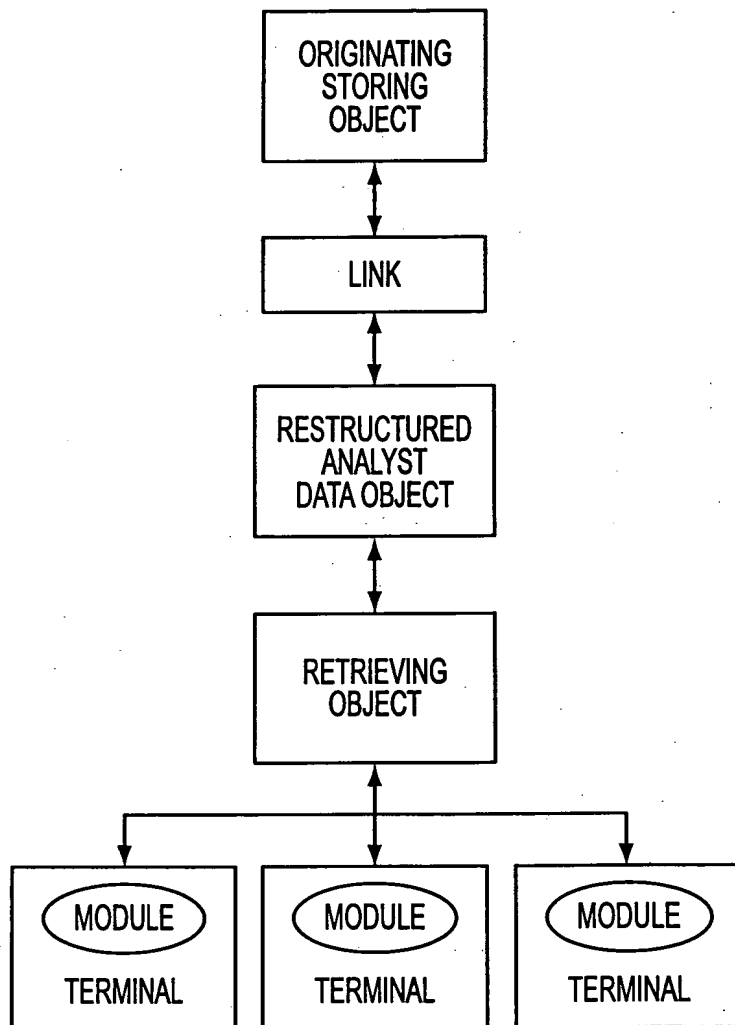 ORIGINATING
STORING
OBJECT
LINK
RESTRUCTURED
ANALYST
DATA OBJECT
RETRIEVING
OBJECT
MODULE
TERMINAL
MODULE
TERMINAL
MODULE
TERMINAL